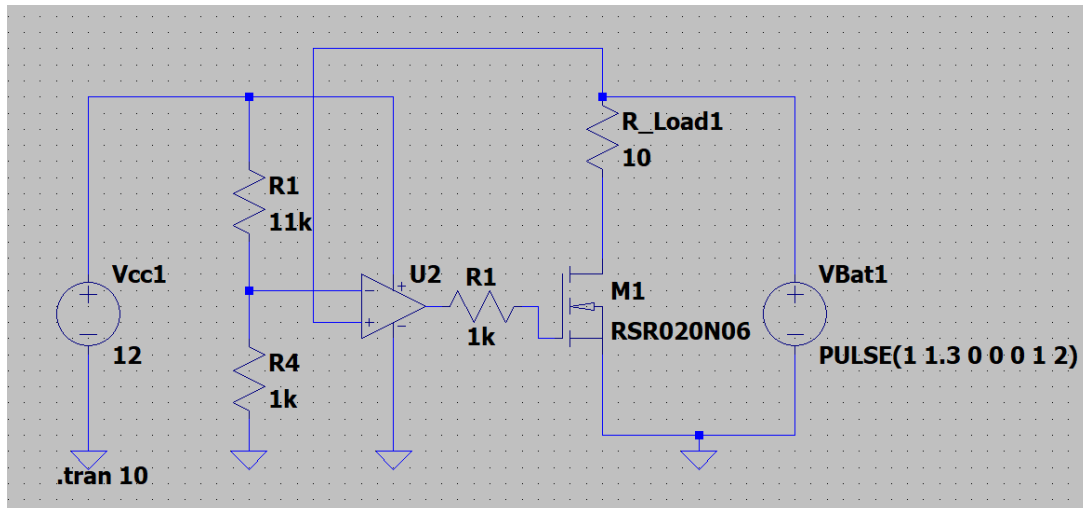 R_Load1
10
R1
11k
Vcc1
12
U2
R1
1k
M1
RSR020N06
VBat1
PULSE(1 1.3 0 0 0 1 2)
R4
1k
.tran 10